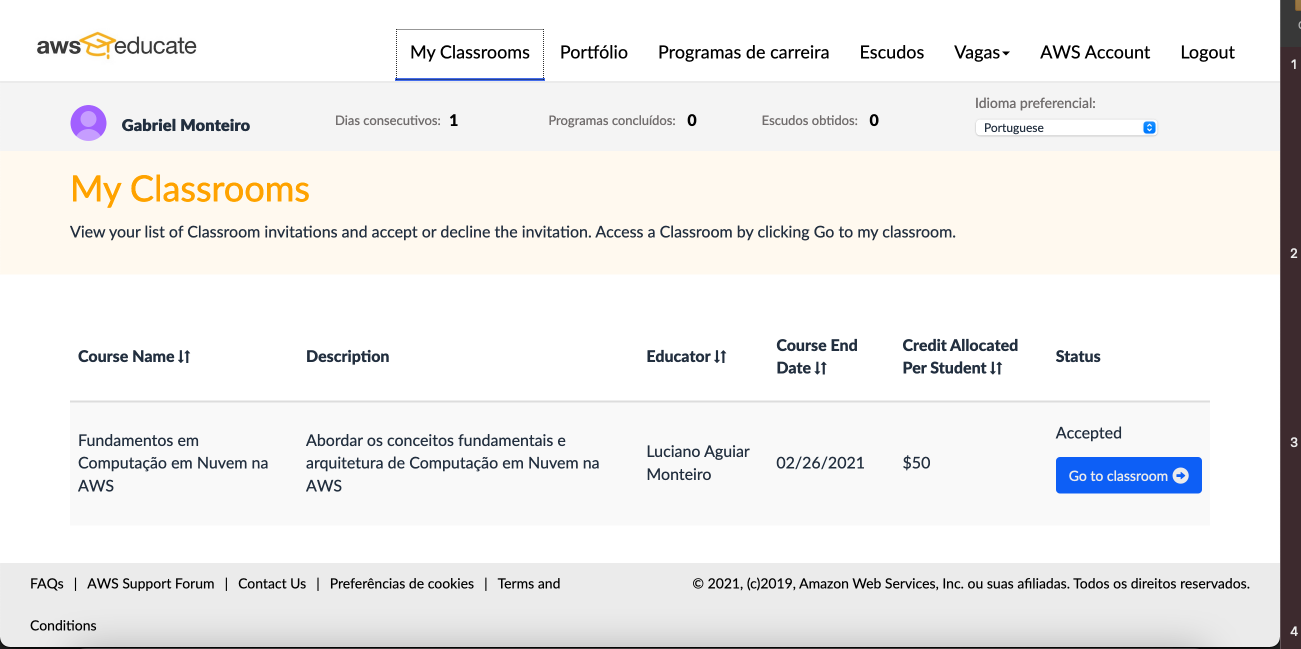 aws educate
My Classrooms
Portfólio
Programas de carreira
Escudos
Vagas
AWS Account
Logout
Gabriel Monteiro
Dias consecutivos: 1
Programas concluídos: 0
Escudos obtidos: 0
Idioma preferencial:
Portuguese
My Classrooms
View your list of Classroom invitations and accept or decline the invitation. Access a Classroom by clicking Go to my classroom.
Course Name
Description
Educator
Course End
Date
Credit Allocated
Per Student
Status
Fundamentos em
Computação em Nuvem na
AWS
Abordar os conceitos fundamentais e
arquitetura de Computação em Nuvem na
AWS
Luciano Aguiar
Monteiro
02/26/2021
$50
Accepted
Go to classroom
FAQs | AWS Support Forum | Contact Us | Preferências de cookies | Terms and
Conditions
© 2021, (c)2019, Amazon Web Services, Inc. ou suas afiliadas. Todos os direitos reservados.
1
2
3
4